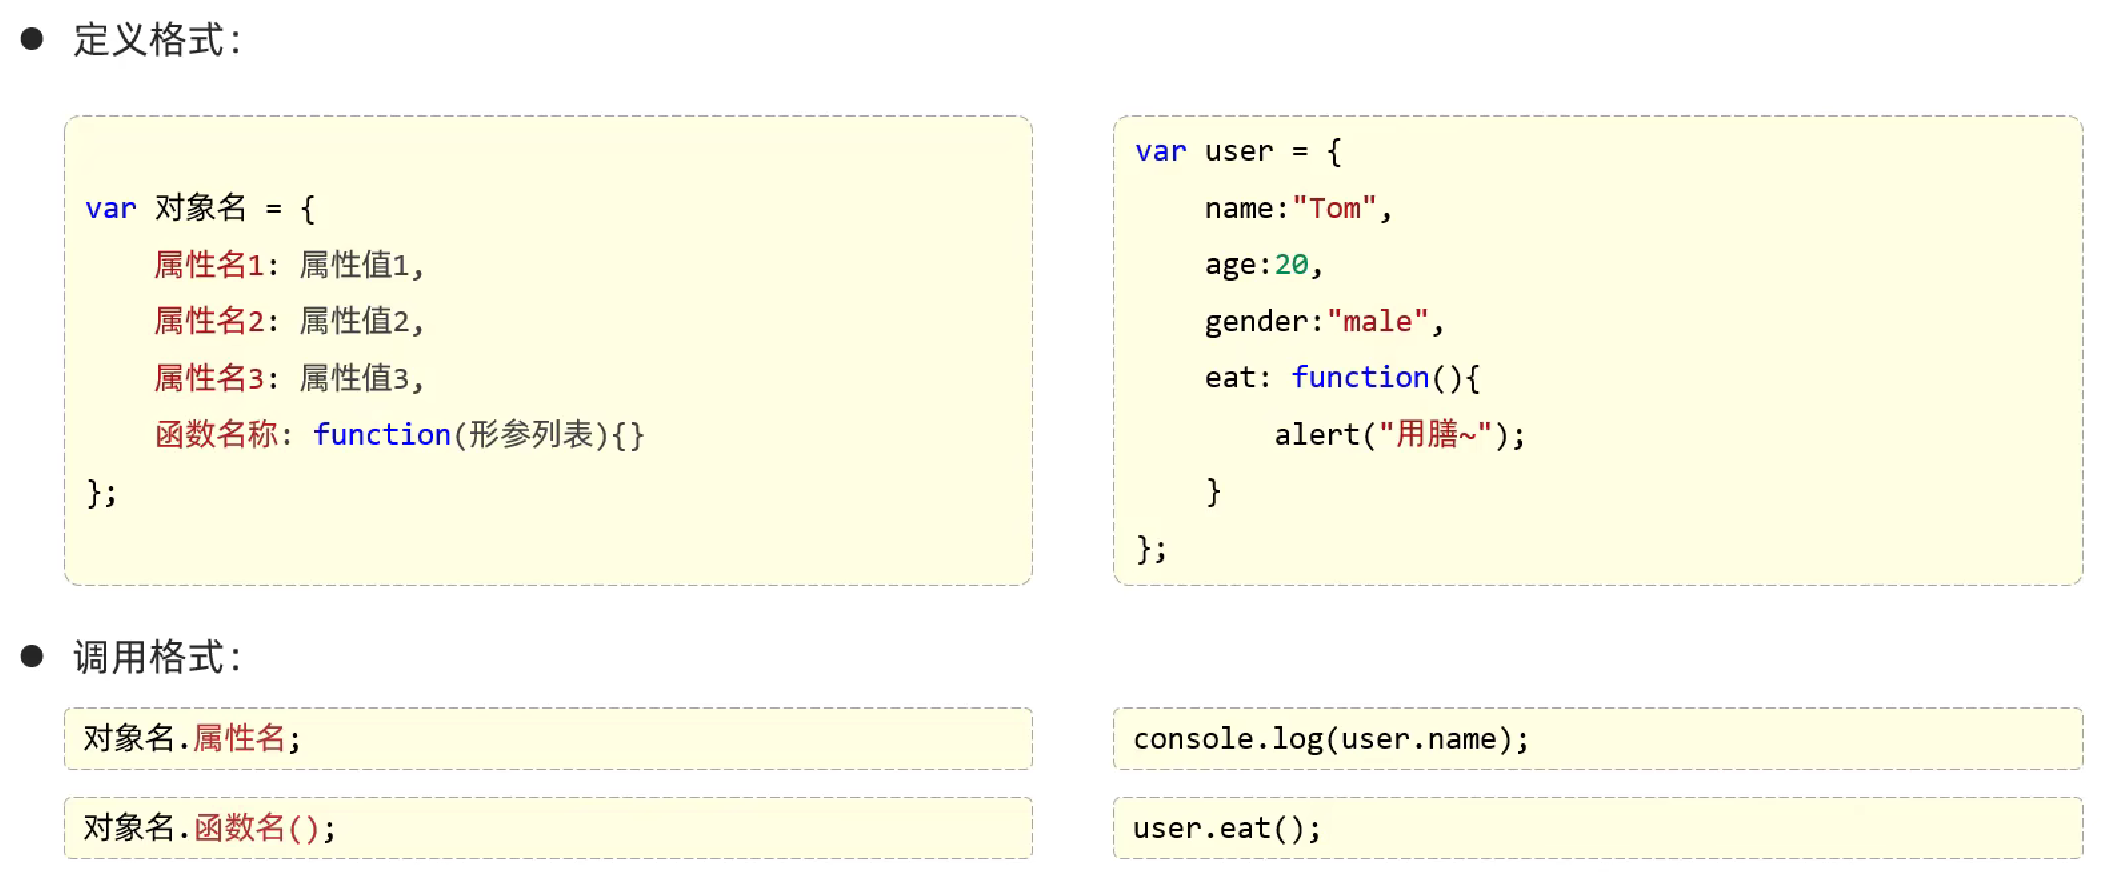 ● 定义格式：
var 对象名 = {
    属性名1: 属性值1,
    属性名2: 属性值2,
    属性名3: 属性值3,
    函数名称: function(形参列表){}
};
var user = {
    name:"Tom",
    age:20,
    gender:"male",
    eat: function(){
        alert("用膳~");
    }
};
● 调用格式：
对象名.属性名;
console.log(user.name);
对象名.函数名();
user.eat();